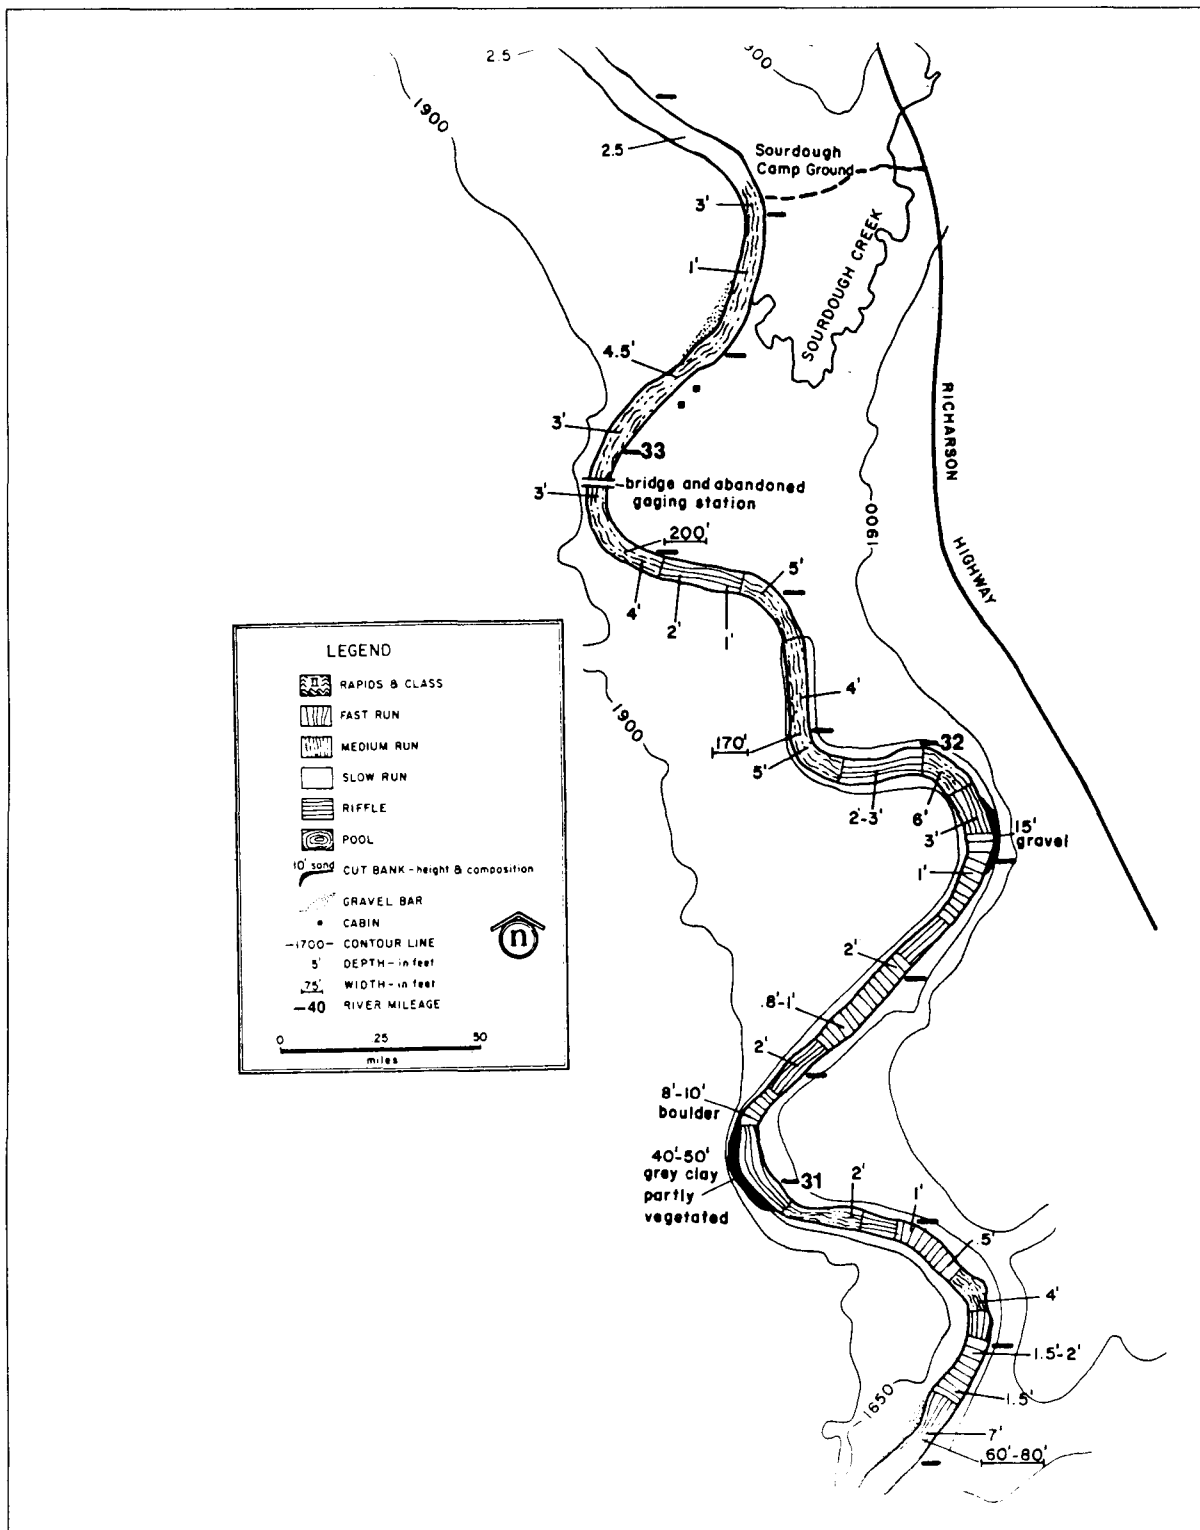 2.5
900
1900
2.5
Sourdough
Camp Ground
3'
1'
SOURDOUGH CREEK
4.5'
RICHARSON
HIGHWAY
3'
33
3'
bridge and abandoned
gaging station
1900
200'
5'
4'
2'
1'
4'
1900
170'
5'
32
2'-3'
6'
3'
15'
gravel
1'
2'
.8'-1'
2'
8'-10'
boulder
40'-50'
grey clay
partly
vegetated
31
2'
1'
.5'
4'
1.5'-2'
1.5'
1650
7'
60'-80'
LEGEND
II RAPIDS & CLASS
FAST RUN
MEDIUM RUN
SLOW RUN
RIFFLE
POOL
10' sand CUT BANK - height & composition
GRAVEL BAR
CABIN
-1700- CONTOUR LINE
5' DEPTH - in feet
75' WIDTH - in feet
-40 RIVER MILEAGE
n
0 25 50
miles